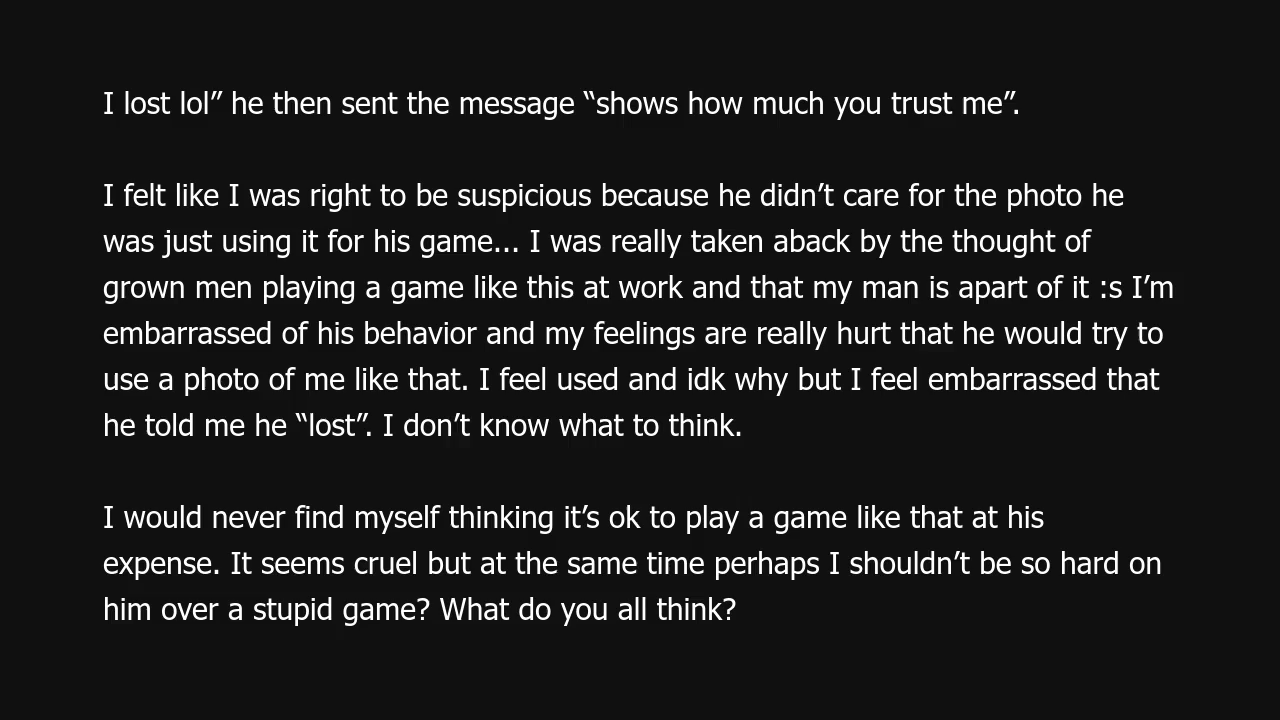 I lost lol” he then sent the message “shows how much you trust me”.
I felt like I was right to be suspicious because he didn’t care for the photo he
was just using it for his game... I was really taken aback by the thought of
grown men playing a game like this at work and that my man is apart of it :s I’m
embarrassed of his behavior and my feelings are really hurt that he would try to
use a photo of me like that. I feel used and idk why but I feel embarrassed that
he told me he “lost”. I don’t know what to think.
I would never find myself thinking it’s ok to play a game like that at his
expense. It seems cruel but at the same time perhaps I shouldn’t be so hard on
him over a stupid game? What do you all think?